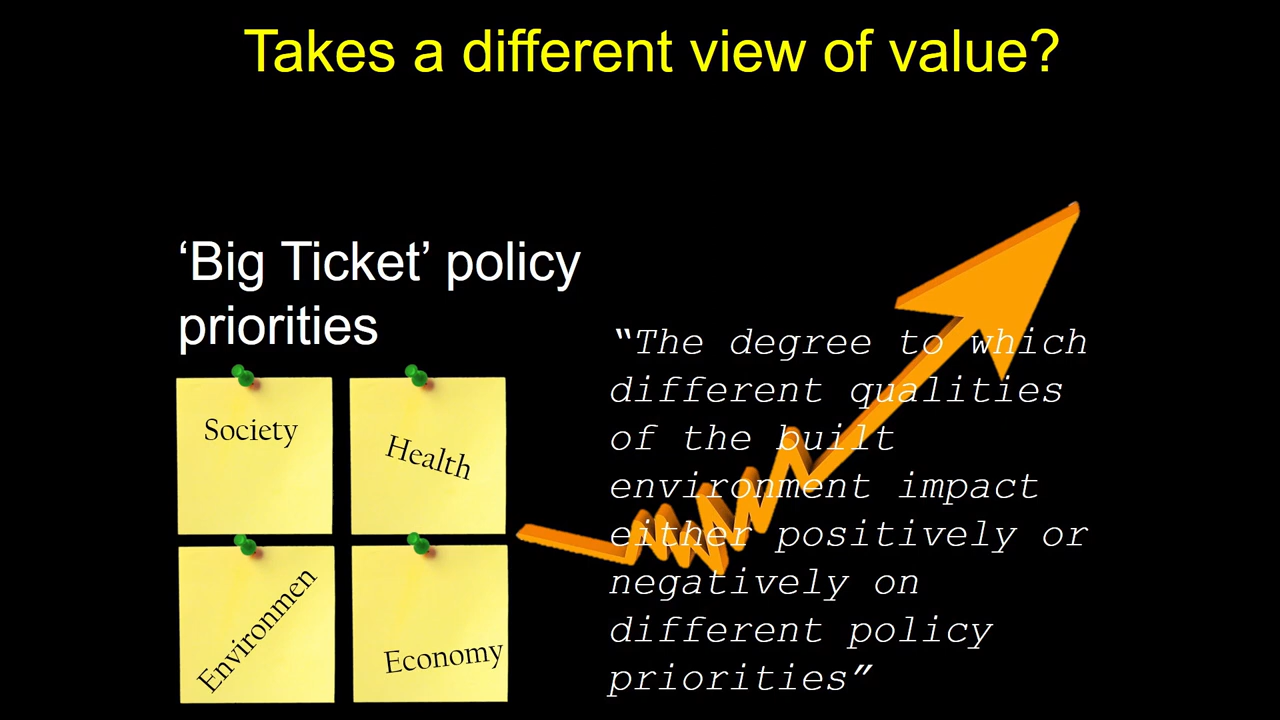 Takes a different view of value?
‘Big Ticket’ policy
priorities
Society
Health
Environmen
Economy
“The degree to which
different qualities
of the built
environment impact
either positively or
negatively on
different policy
priorities”